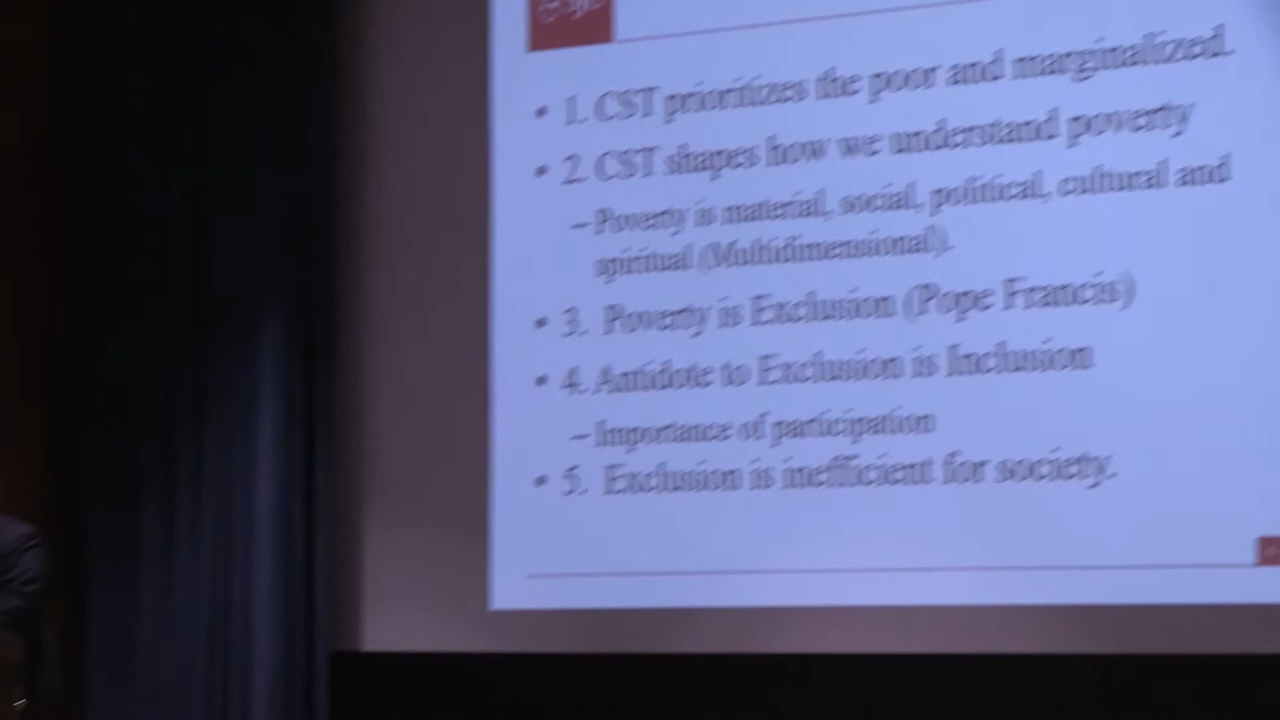 • 1. CST prioritizes the poor and marginalized.
• 2. CST shapes how we understand poverty
– Poverty is material, social, political, cultural and
spiritual (Multidimensional).
• 3. Poverty is Exclusion (Pope Francis)
• 4. Antidote to Exclusion is Inclusion
– Importance of participation
• 5. Exclusion is inefficient for society.